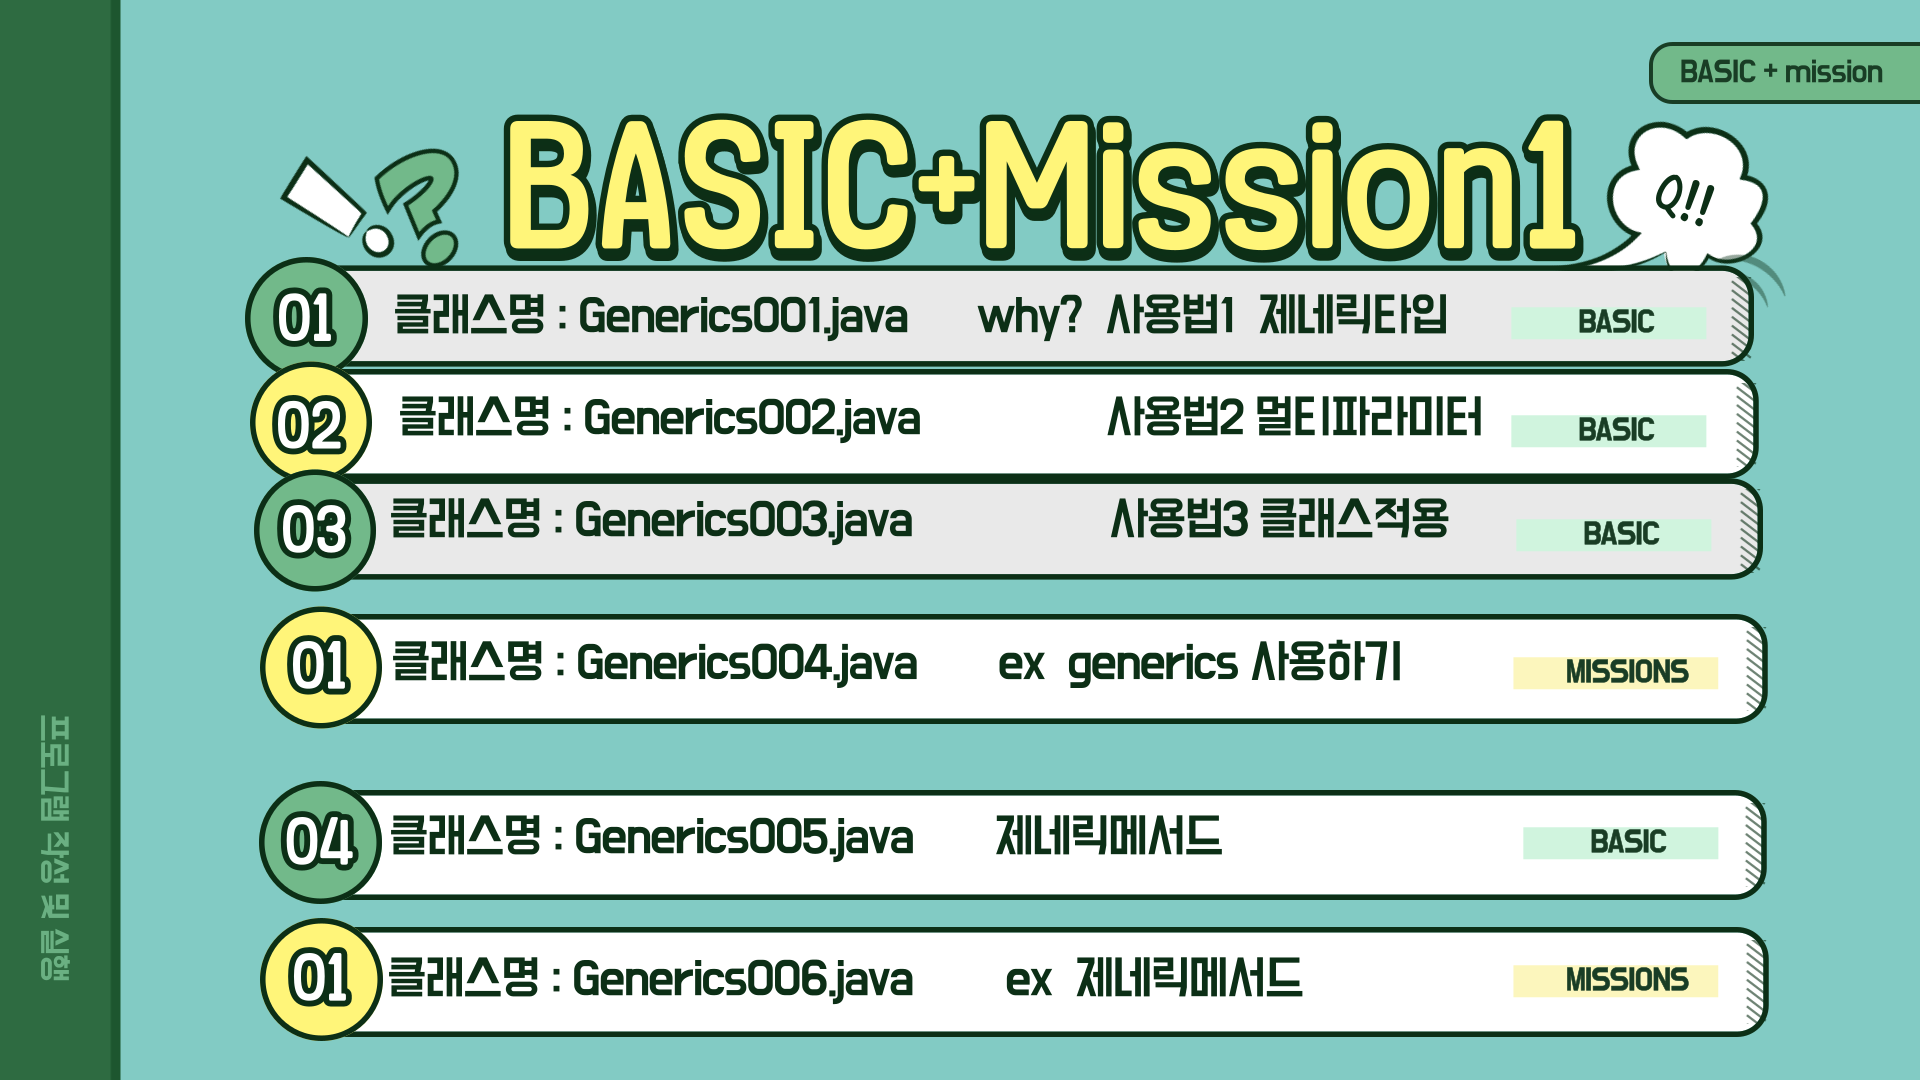 BASIC + mission
BASIC+Mission1
Q!!
01 클래스명 : Generics001.java why? 사용법1 제네릭타입 BASIC
02 클래스명 : Generics002.java 사용법2 멀티파라미터 BASIC
03 클래스명 : Generics003.java 사용법3 클래스적용 BASIC
01 클래스명 : Generics004.java ex generics 사용하기 MISSIONS
04 클래스명 : Generics005.java 제네릭메서드 BASIC
01 클래스명 : Generics006.java ex 제네릭메서드 MISSIONS
프로그램 작성 및 실행